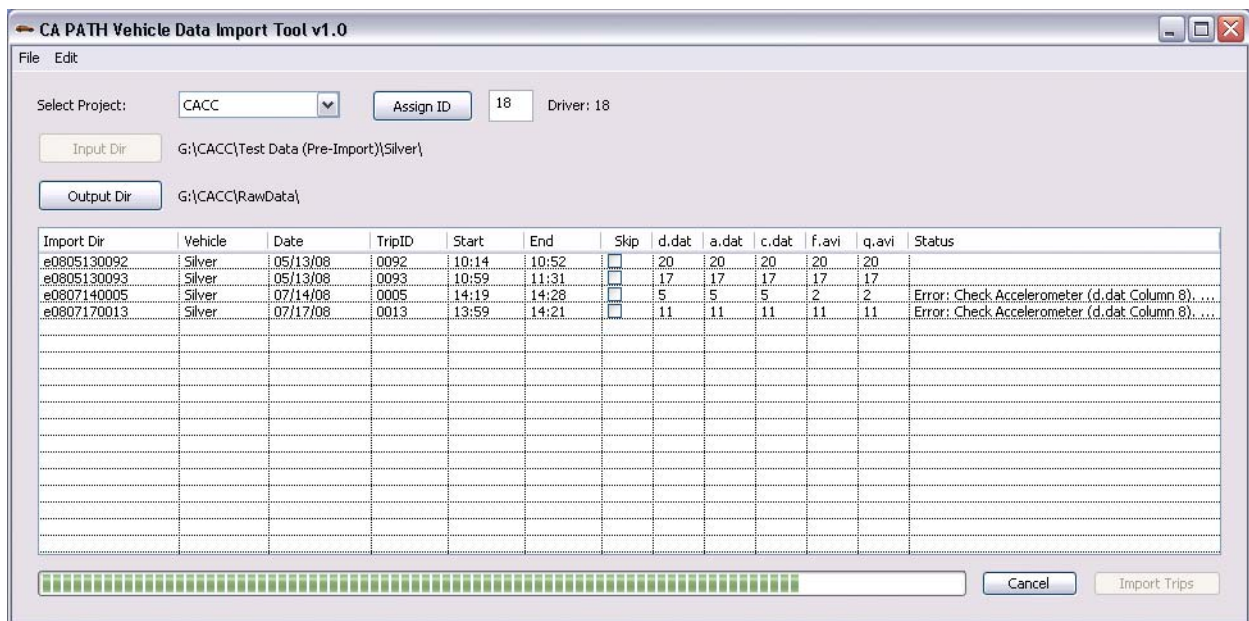 CA PATH Vehicle Data Import Tool v1.0
File Edit
Select Project: CACC Assign ID 18 Driver: 18
Input Dir G:\CACC\Test Data (Pre-Import)\Silver\
Output Dir G:\CACC\RawData\
Import Dir Vehicle Date TripID Start End Skip d.dat a.dat c.dat f.avi q.avi Status
e0805130092 Silver 05/13/08 0092 10:14 10:52 20 20 20 20 20
e0805130093 Silver 05/13/08 0093 10:59 11:31 17 17 17 17 17
e0807140005 Silver 07/14/08 0005 14:19 14:28 5 5 5 2 2 Error: Check Accelerometer (d.dat Column 8). ...
e0807170013 Silver 07/17/08 0013 13:59 14:21 11 11 11 11 11 Error: Check Accelerometer (d.dat Column 8). ...
Cancel Import Trips